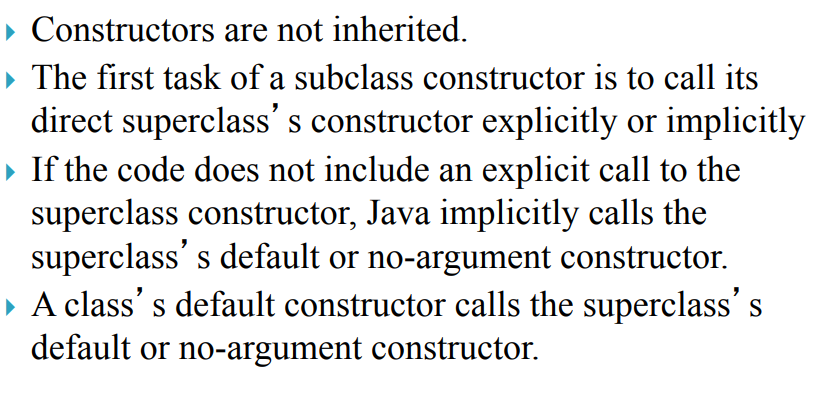 Constructors are not inherited.
The first task of a subclass constructor is to call its
direct superclass’s constructor explicitly or implicitly
If the code does not include an explicit call to the
superclass constructor, Java implicitly calls the
superclass’s default or no-argument constructor.
A class’s default constructor calls the superclass’s
default or no-argument constructor.